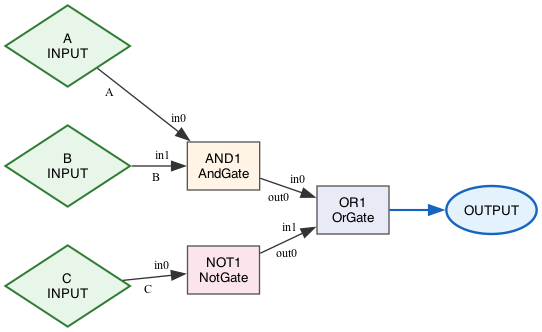 A
INPUT
A
in0
B
INPUT
in1
B
AND1
AndGate
in0
out0
OR1
OrGate
OUTPUT
in1
out0
C
INPUT
in0
C
NOT1
NotGate